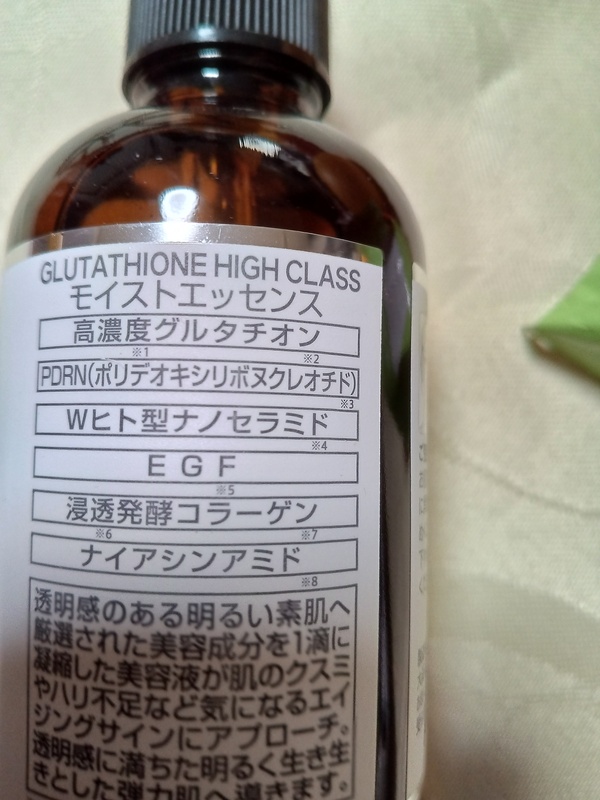 GLUTATHIONE HIGH CLASS
モイストエッセンス
高濃度グルタチオン
※1 ※2
PDRN(ポリデオキシリボヌクレオチド)
※3
Wヒト型ナノセラミド
※4
EGF
※5
浸透発酵コラーゲン
※6 ※7
ナイアシンアミド
※8
透明感のある明るい素肌へ
厳選された美容成分を1滴に
凝縮した美容液が肌のクスミ
やハリ不足など気になるエイ
ジングサインにアプローチ。
透明感に満ちた明るく生き生
きとした弾力肌へ導きます。